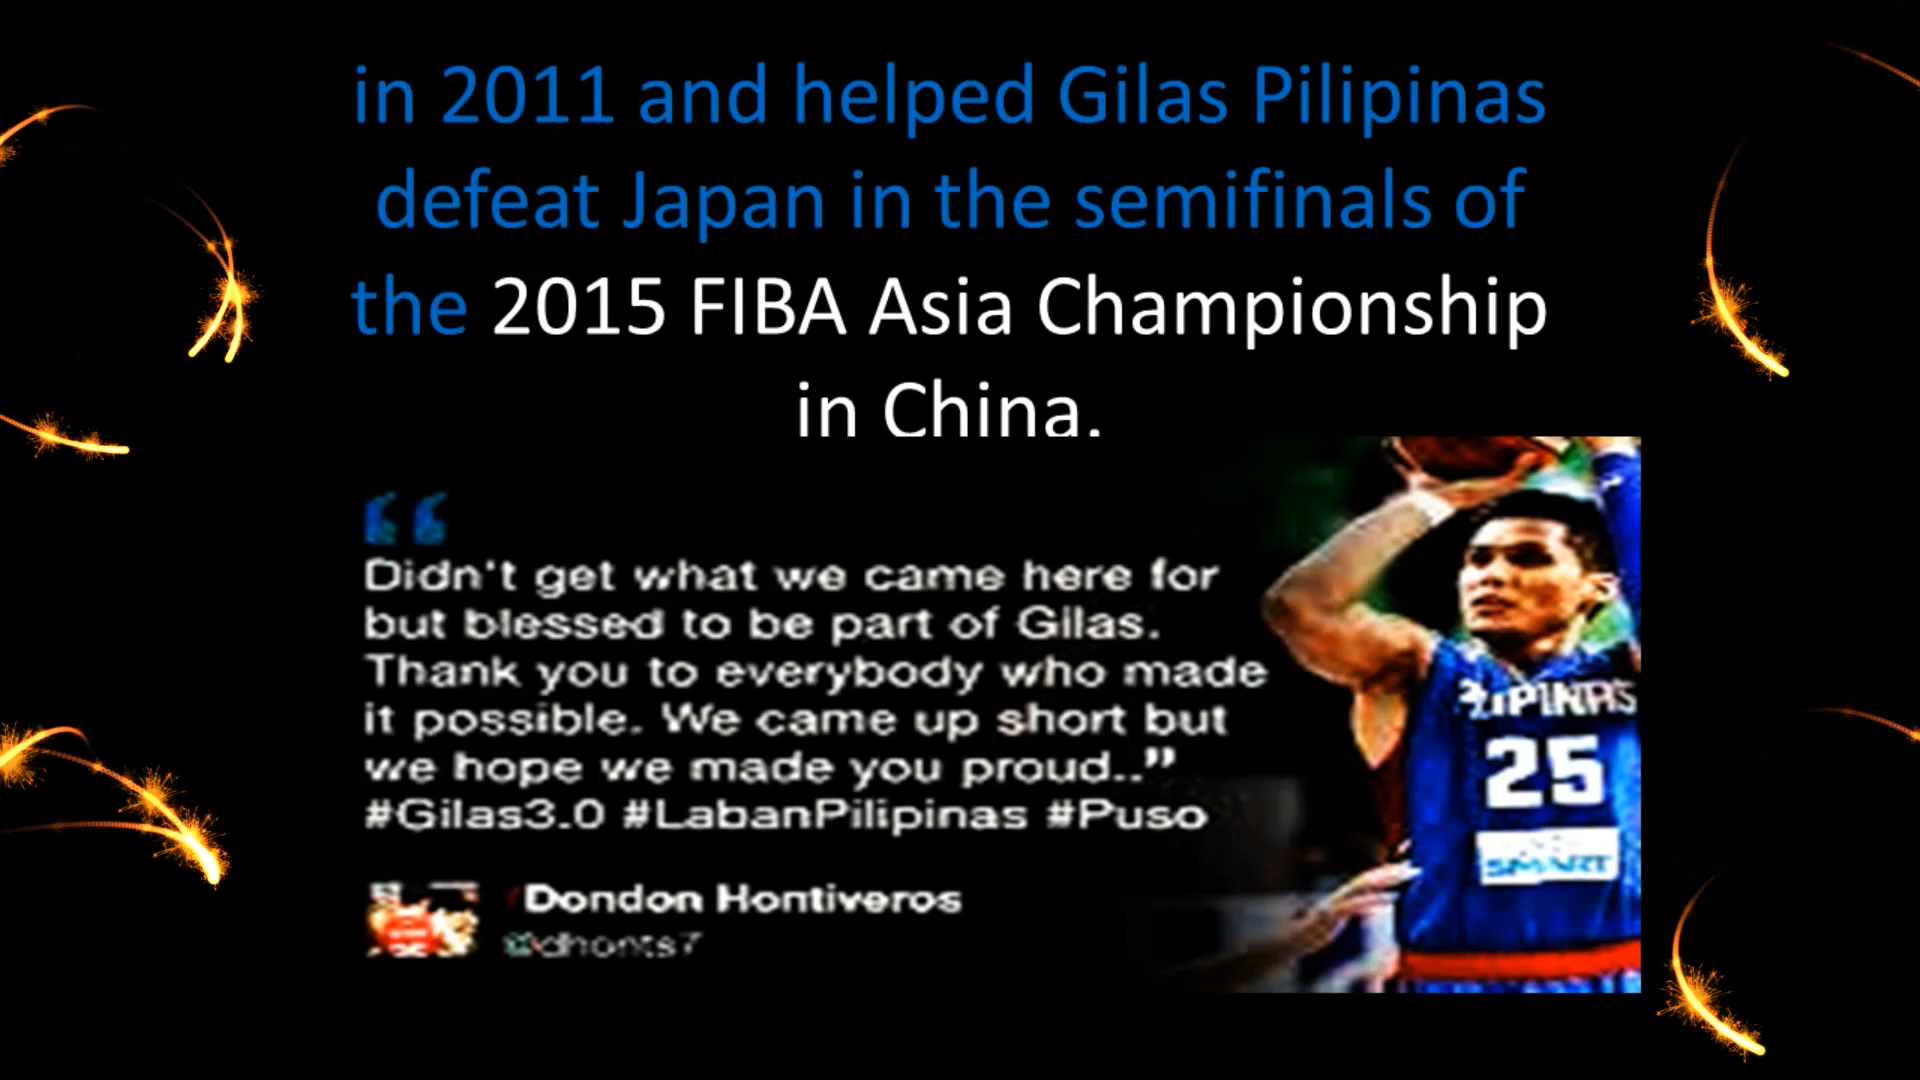 in 2011 and helped Gilas Pilipinas
defeat Japan in the semifinals of
the 2015 FIBA Asia Championship
in China.
“
Didn't get what we came here for
but blessed to be part of Gilas.
Thank you to everybody who made
it possible. We came up short but
we hope we made you proud..”
#Gilas3.0 #LabanPilipinas #Puso
Dondon Hontiveros
@dhonts7
PILIPINAS
25
SMART